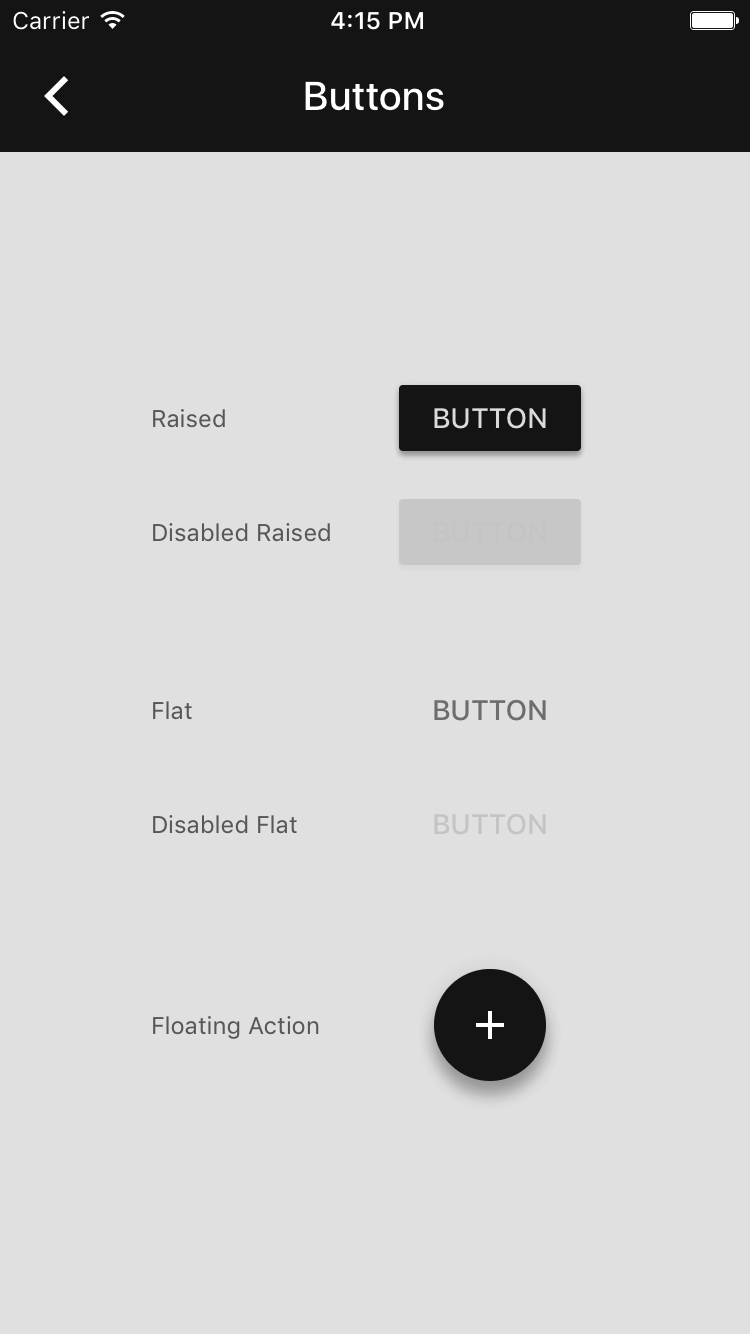 Carrier 4:15 PM
Buttons
Raised BUTTON
Disabled Raised BUTTON
Flat BUTTON
Disabled Flat BUTTON
Floating Action